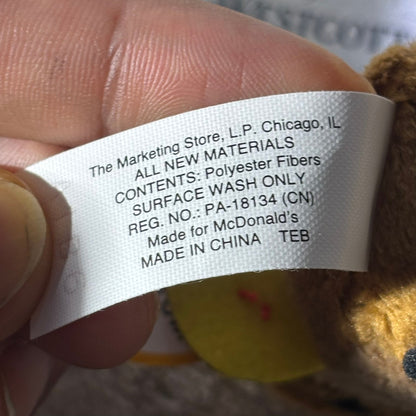 The Marketing Store, L.P. Chicago, IL
ALL NEW MATERIALS
CONTENTS: Polyester Fibers
SURFACE WASH ONLY
REG. NO.: PA-18134 (CN)
Made for McDonald's
MADE IN CHINA TEB